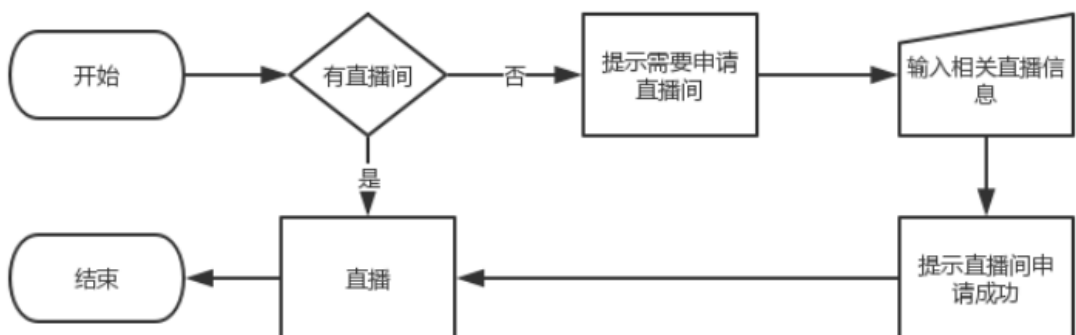 开始
有直播间
否
提示需要申请
直播间
输入相关直播信
息
是
结束
直播
提示直播间申
请成功